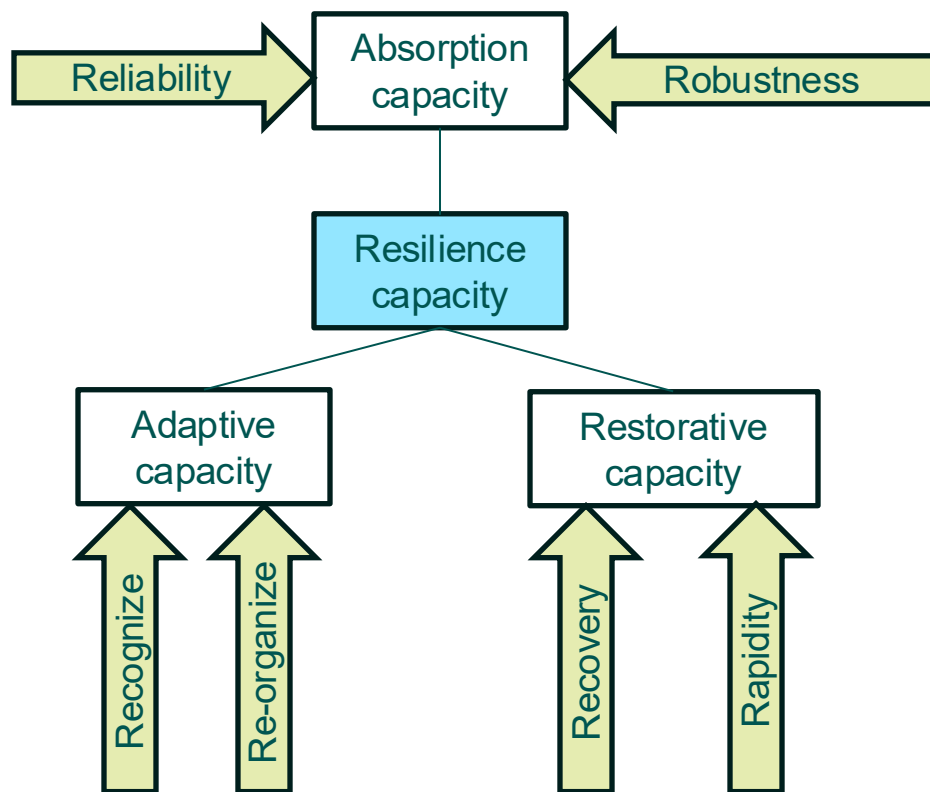 Absorption
capacity
Reliability
Robustness
Resilience
capacity
Adaptive
capacity
Restorative
capacity
Recognize
Re-organize
Recovery
Rapidity